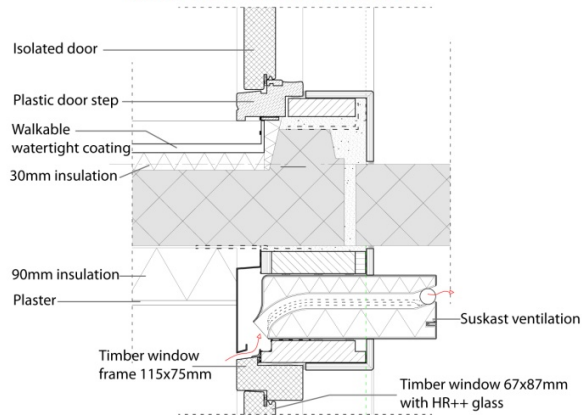 Isolated door
Plastic door step
Walkable
watertight coating
30mm insulation
90mm insulation
Plaster
Suskast ventilation
Timber window
frame 115x75mm
Timber window 67x87mm
with HR++ glass